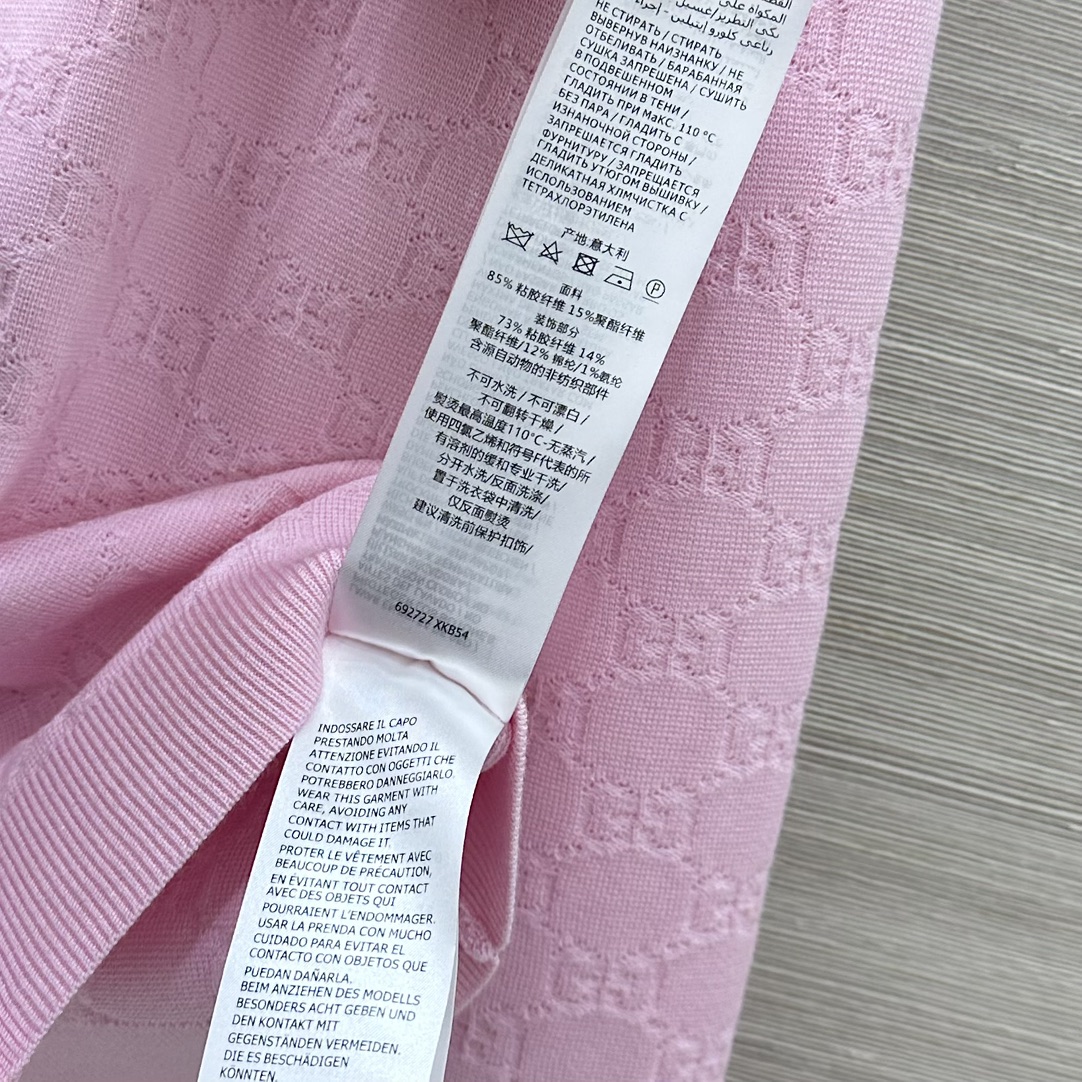 المكواة على
رباعي كلورو إيثيلين
НЕ СТИРАТЬ / СТИРАТЬ
ВЫВЕРНУВ НАИЗНАНКУ / НЕ
ОТБЕЛИВАТЬ / БАРАБАННАЯ
СУШКА ЗАПРЕЩЕНА / СУШИТЬ
В ПОДВЕШЕННОМ
СОСТОЯНИИ В ТЕНИ /
ГЛАДИТЬ ПРИ МаКС. 110 °C
БЕЗ ПАРА / ГЛАДИТЬ С
ИЗНАНОЧНОЙ СТОРОНЫ /
ЗАПРЕЩАЕТСЯ ГЛАДИТЬ
ФУРНИТУРУ / ЗАПРЕЩАЕТСЯ
ГЛАДИТЬ УТЮГОМ ВЫШИВКУ /
ДЕЛИКАТНАЯ ХЛМЧИСТКА С
ИСПОЛЬЗОВАНИЕМ
ТЕТРАХЛОРЭТИЛЕНА
产地:意大利
P
面料
85% 粘胶纤维 15%聚酯纤维
装饰部分
73% 粘胶纤维 14%
聚酯纤维/12% 锦纶/1%氨纶
含源自动物的非纺织部件
不可水洗 / 不可漂白 /
不可翻转干燥 /
熨烫最高温度110°C-无蒸汽 /
使用四氯乙烯和符号F代表的所
有溶剂的缓和专业干洗/
分开水洗/反面洗涤/
置于洗衣袋中清洗/
仅反面熨烫
建议清洗前保护扣饰/
692727 XKB54
INDOSSARE IL CAPO
PRESTANDO MOLTA
ATTENZIONE EVITANDO IL
CONTATTO CON OGGETTI CHE
POTREBBERO DANNEGGIARLO.
WEAR THIS GARMENT WITH
CARE, AVOIDING ANY
CONTACT WITH ITEMS THAT
COULD DAMAGE IT.
PROTER LE VÊTEMENT AVEC
BEAUCOUP DE PRÉCAUTION,
EN ÉVITANT TOUT CONTACT
AVEC DES OBJETS QUI
POURRAIENT L'ENDOMMAGER.
USAR LA PRENDA CON MUCHO
CUIDADO PARA EVITAR EL
CONTACTO CON OBJETOS QUE
PUEDAN DAÑARLA.
BEIM ANZIEHEN DES MODELLS
BESONDERS ACHT GEBEN UND
DEN KONTAKT MIT
GEGENSTÄNDEN VERMEIDEN.
DIE ES BESCHÄDIGEN
KÖNNTEN.